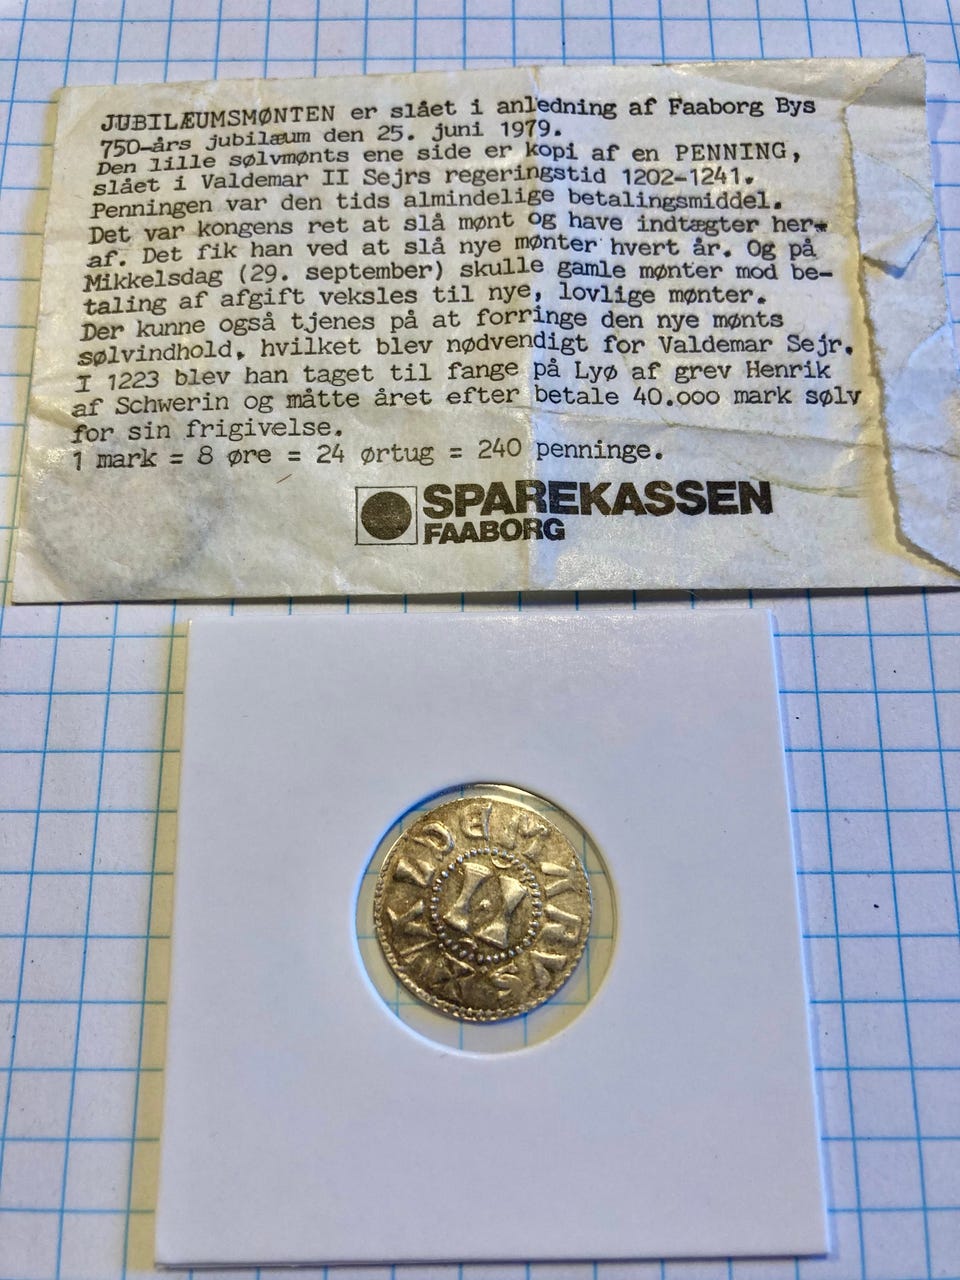 JUBILÆUMSMØNTEN er slået i anledning af Faaborg Bys
750-års jubilæum den 25. juni 1979.
Den lille sølvmønts ene side er kopi af en PENNING,
slået i Valdemar II Sejrs regeringstid 1202-1241.
Penningen var den tids almindelige betalingsmiddel.
Det var kongens ret at slå mønt og have indtægter her-
af. Det fik han ved at slå nye mønter hvert år. Og på
Mikkelsdag (29. september) skulle gamle mønter mod be-
taling af afgift veksles til nye, lovlige mønter.
Der kunne også tjenes på at forringe den nye mønts
sølvindhold, hvilket blev nødvendigt for Valdemar Sejr.
I 1223 blev han taget til fange på Lyø af grev Henrik
af Schwerin og måtte året efter betale 40.000 mark sølv
for sin frigivelse.
1 mark = 8 øre = 24 ørtug = 240 penninge.
SPAREKASSEN
FAABORG
VALDEMARVS